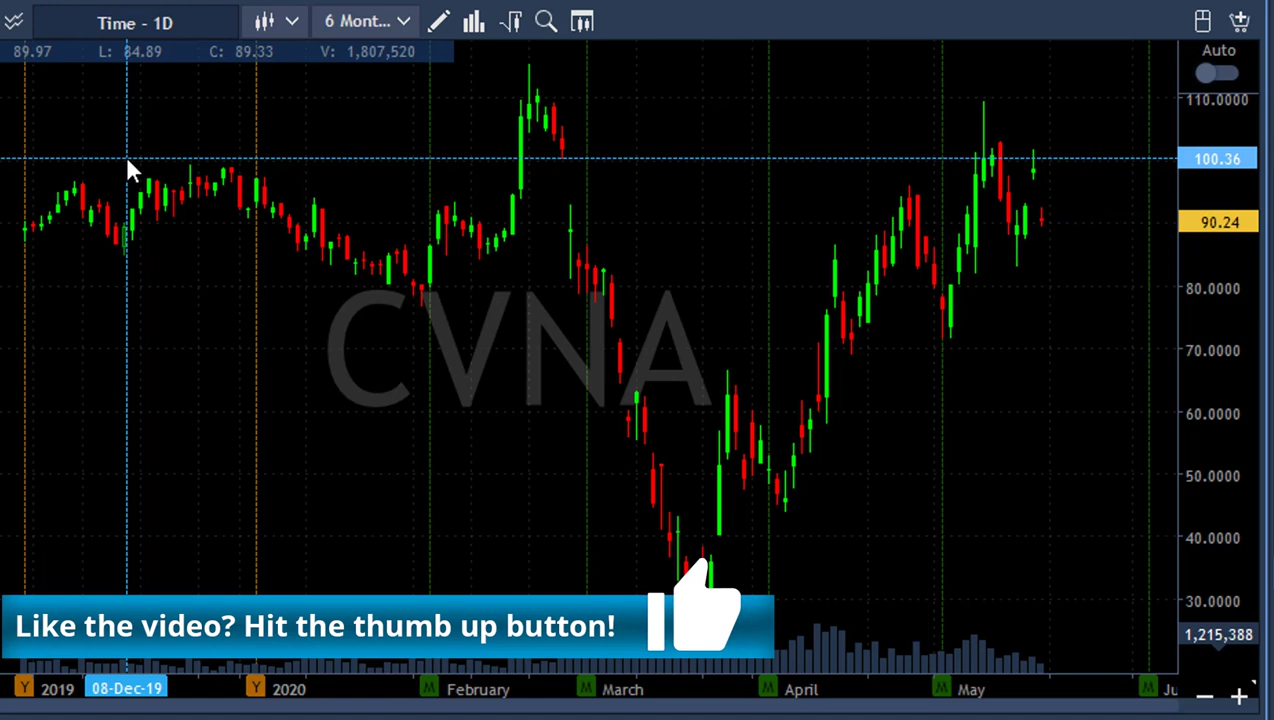 Time - 1D
6 Mont...
89.97 L: 84.89 C: 89.33 V: 1,807,520
Auto
110.0000
100.36
90.24
80.0000
70.0000
60.0000
50.0000
40.0000
30.0000
1,215,388
CVNA
Like the video? Hit the thumb up button!
Y 2019 08-Dec-19 Y 2020 M February M March M April M May M Ju